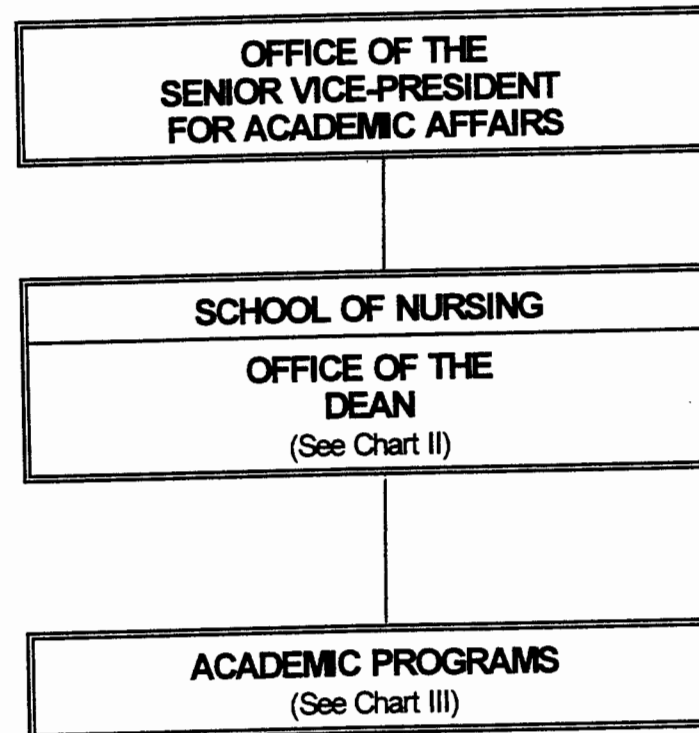 OFFICE OF THE
SENIOR VICE-PRESIDENT
FOR ACADEMIC AFFAIRS
SCHOOL OF NURSING
OFFICE OF THE
DEAN
(See Chart II)
ACADEMIC PROGRAMS
(See Chart III)